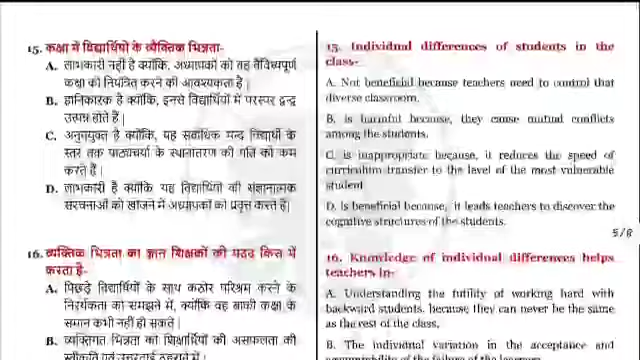 15. कक्षा में विद्यार्थियों के वैयक्तिक भिन्नता-
A. लाभकारी नहीं है क्योंकि, अध्यापकों को वह वैविध्यपूर्ण
कक्षा को नियंत्रित करने की आवश्यकता है |
B. हानिकारक है क्योंकि, इनसे विद्यार्थियों में परस्पर द्वन्द्व
उत्पन्न होते हैं |
C. अनुपयुक्त है क्योंकि, यह सर्वाधिक मन्द विद्यार्थी के
स्तर तक पाठ्यचर्या के स्थानातरण की गति को कम
करते हैं |
D. लाभकारी है क्योंकि यह विद्यार्थियों की संज्ञानात्मक
सरचनाओं को खोजने में अध्यापकों को प्रवृत्त करते हैं |
16. व्यक्तिक भिन्नता का ज्ञान शिक्षकों की मदद किस में
करता है-
A. पिछड़े विद्यार्थियों के साथ कठोर परिश्रम करने के
निरर्थकता को समझने में, क्योंकि वह बाकी कक्षा के
समान कभी नहीं हो सकते |
B. व्यक्तिगत भिन्नता का शिक्षार्थियों की असफलता की
स्वीकृति एवं उत्तरदाई ठहराने में |
15. Individual differences of students in the
class-
A. Not beneficial because teachers need to control that
diverse classroom.
B. is harmful because, they cause mutual conflicts
among the students.
C. is inappropriate because, it reduces the speed of
curriculum transfer to the level of the most vulnerable
student
D. is beneficial because, it leads teachers to discover the
cognitive structures of the students.
5/8
16. Knowledge of individual differences helps
teachers in-
A. Understanding the futility of working hard with
backward students, because they can never be the same
as the rest of the class.
B. The individual variation in the acceptance and